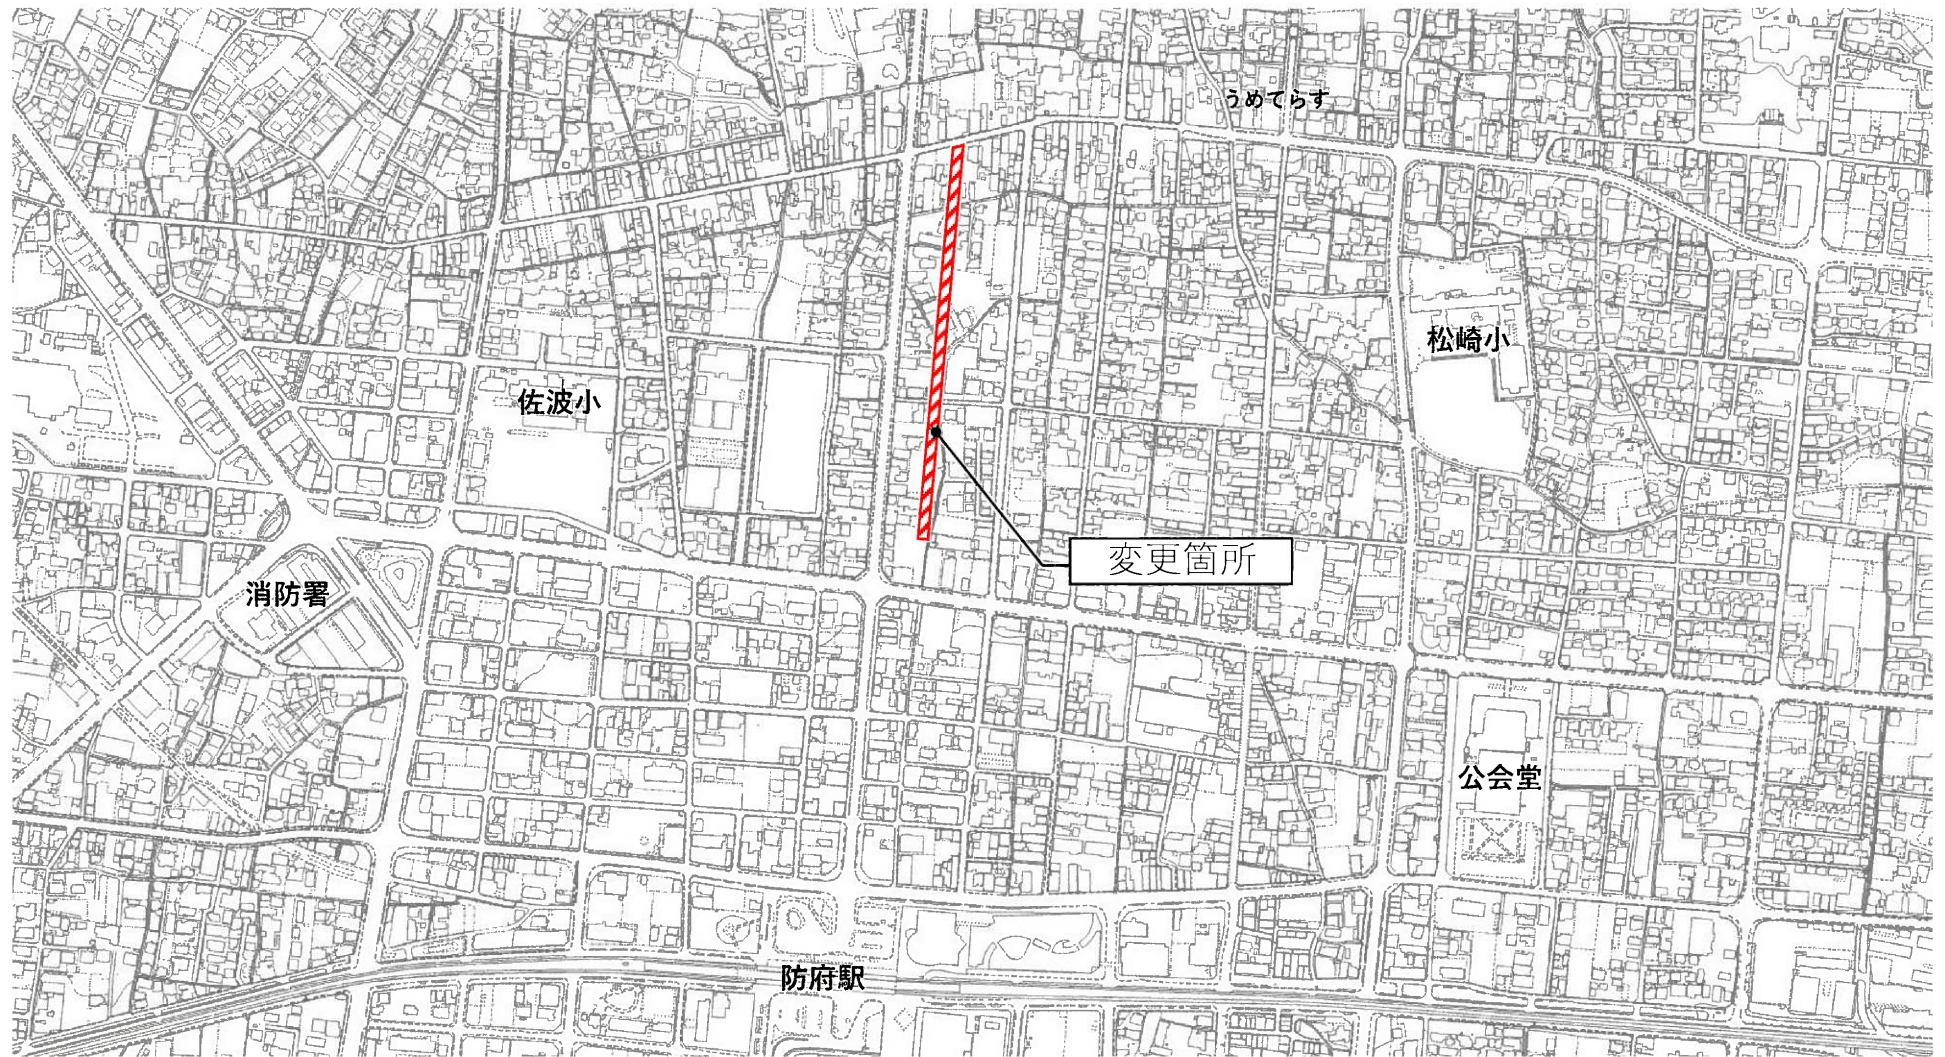 うめてらす
松崎小
佐波小
変更箇所
消防署
公会堂
防府駅